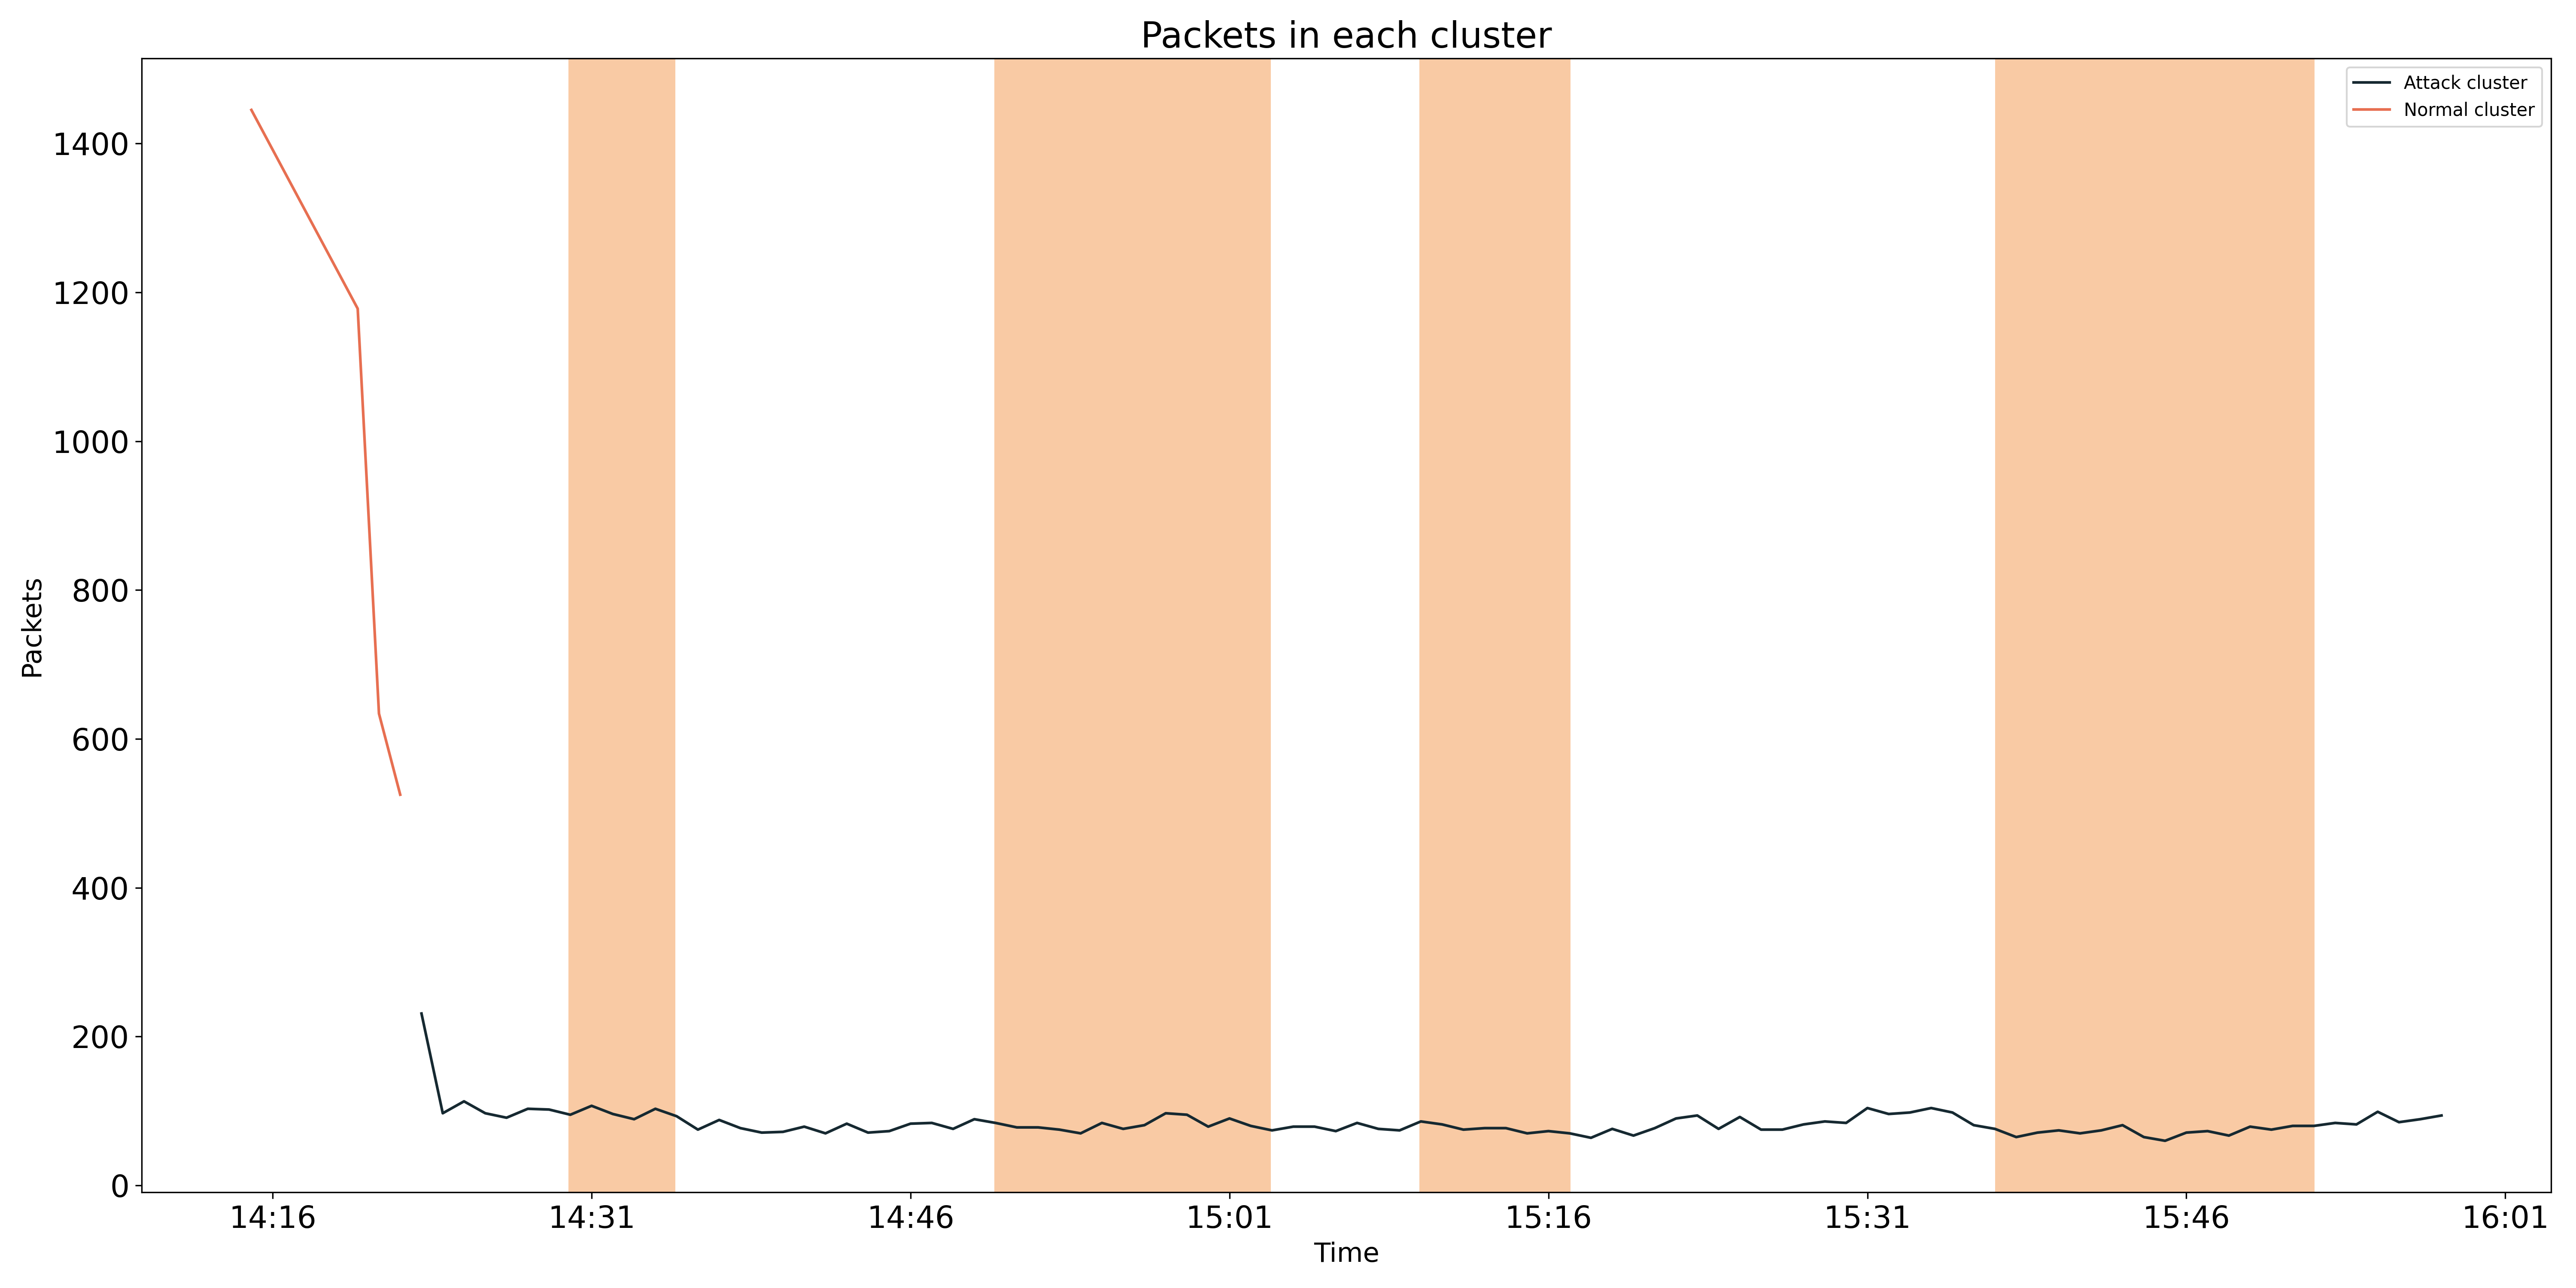 Packets in each cluster
Attack cluster
Normal cluster
1400
1200
1000
800
600
400
200
0
Packets
14:16 14:31 14:46 15:01 15:16 15:31 15:46 16:01
Time